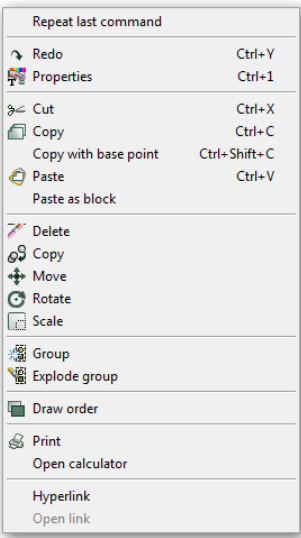 Repeat last command
Redo Ctrl+Y
Properties Ctrl+1
Cut Ctrl+X
Copy Ctrl+C
Copy with base point Ctrl+Shift+C
Paste Ctrl+V
Paste as block
Delete
Copy
Move
Rotate
Scale
Group
Explode group
Draw order
Print
Open calculator
Hyperlink
Open link